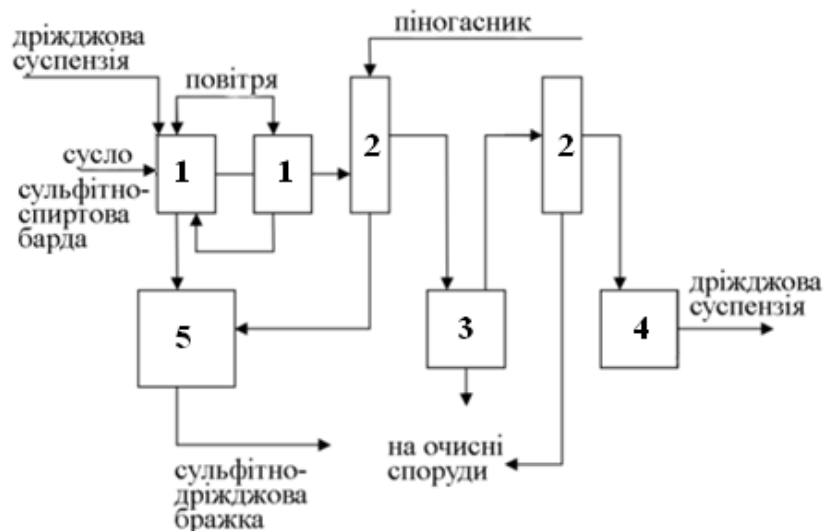 піногасник
дріжджова
суспензія
повітря
сусло
сульфітно-
спиртова
барда
1
1
2
2
5
3
4
дріжджова
суспензія
на очисні
споруди
сульфітно-
дріжджова
бражка